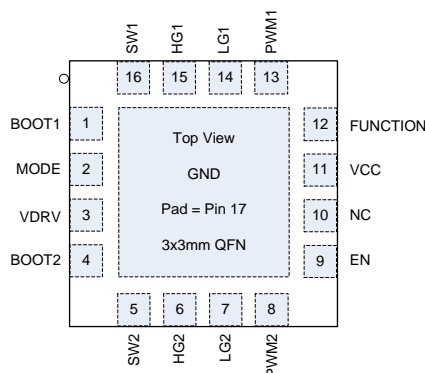 SW1 HG1 LG1 PWM1
16 15 14 13
BOOT1 1 12 FUNCTION
MODE 2 11 VCC
VDRV 3 10 NC
BOOT2 4 9 EN
Top View
GND
Pad = Pin 17
3x3mm QFN
5 6 7 8
SW2 HG2 LG2 PWM2